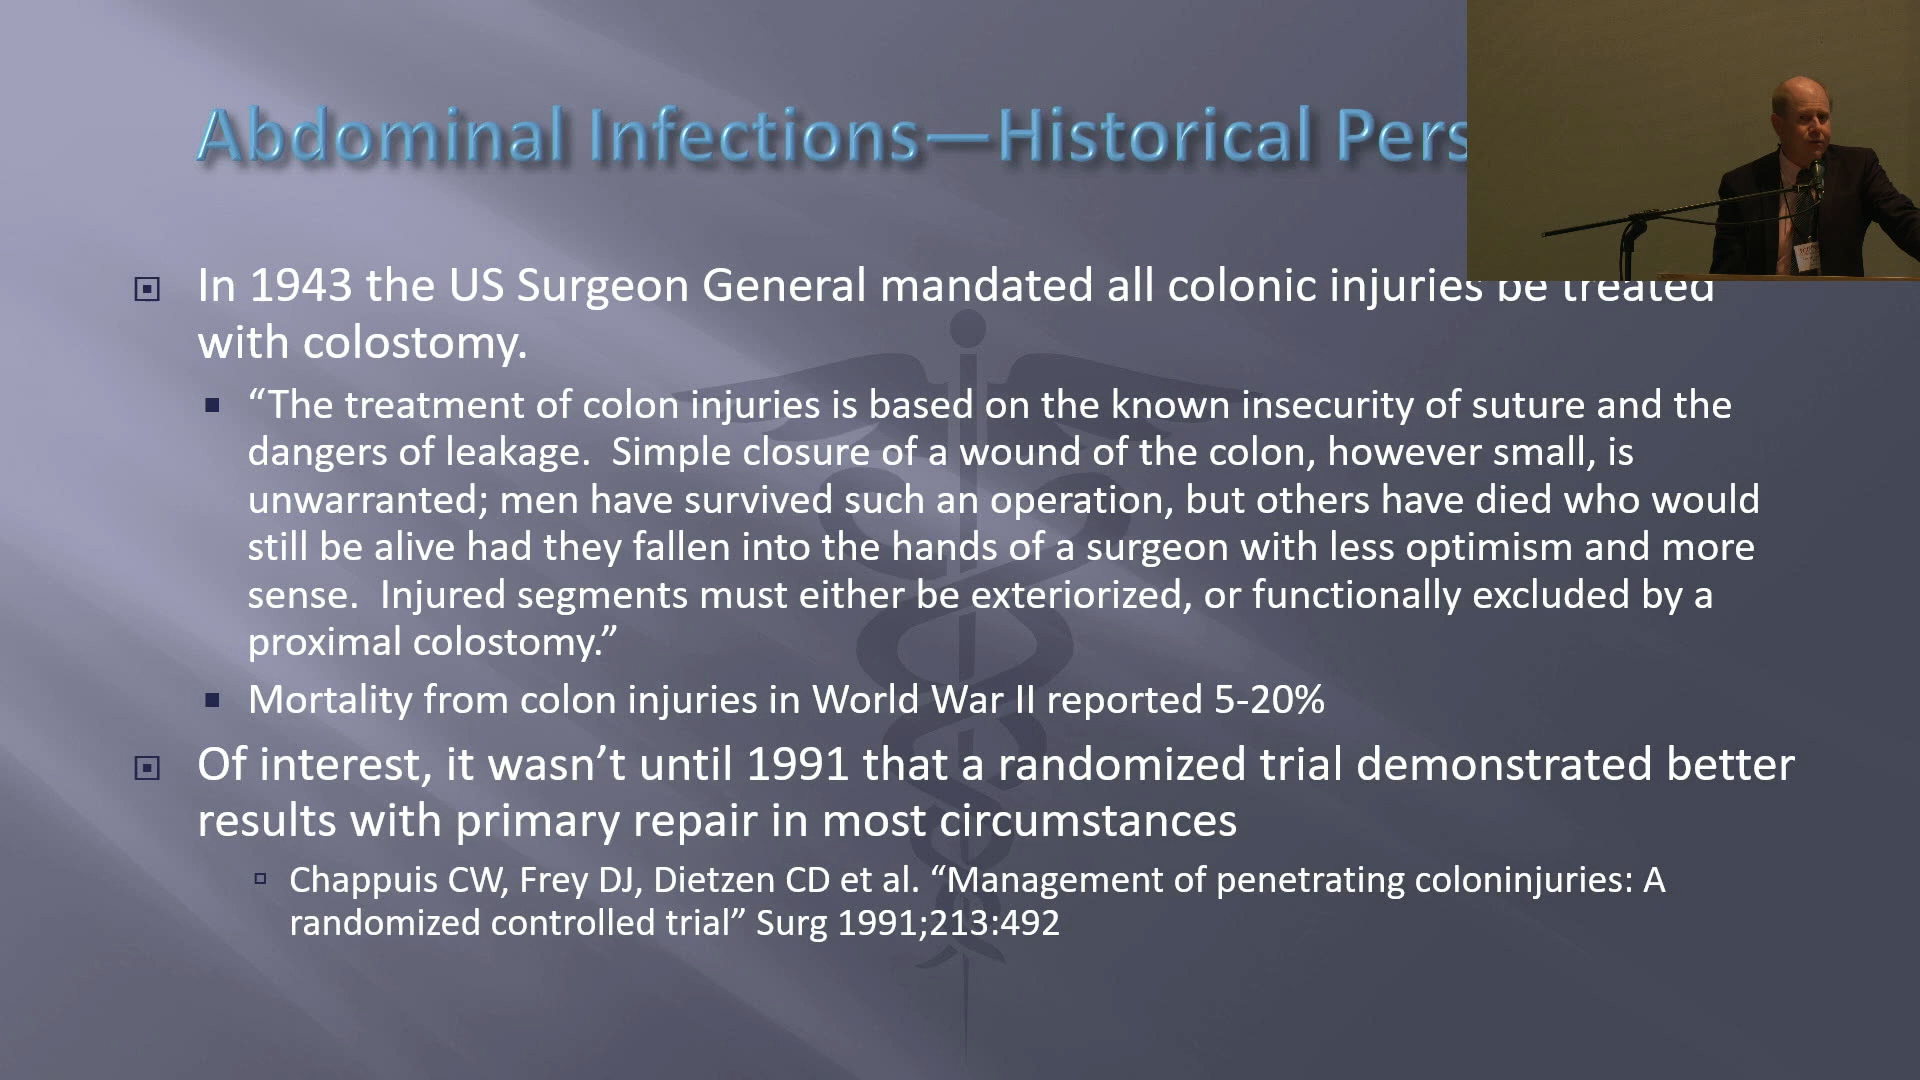 Abdominal Infections—Historical Pers
In 1943 the US Surgeon General mandated all colonic injuries be treated
with colostomy.
“The treatment of colon injuries is based on the known insecurity of suture and the
dangers of leakage.  Simple closure of a wound of the colon, however small, is
unwarranted; men have survived such an operation, but others have died who would
still be alive had they fallen into the hands of a surgeon with less optimism and more
sense.  Injured segments must either be exteriorized, or functionally excluded by a
proximal colostomy.”
Mortality from colon injuries in World War II reported 5-20%
Of interest, it wasn’t until 1991 that a randomized trial demonstrated better
results with primary repair in most circumstances
Chappuis CW, Frey DJ, Dietzen CD et al. “Management of penetrating coloninjuries: A
randomized controlled trial” Surg 1991;213:492